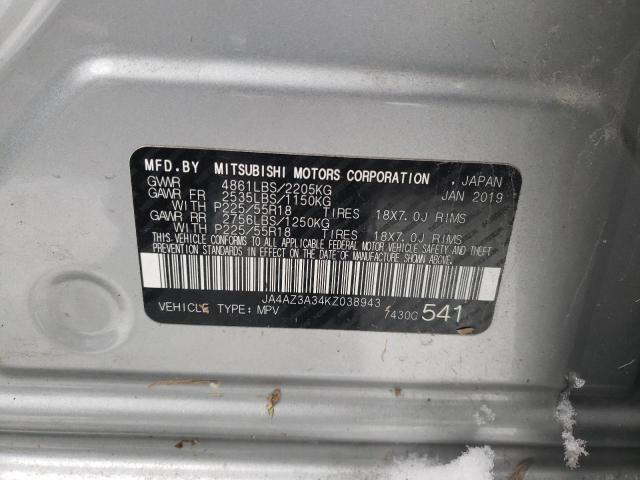 MFD.BY MITSUBISHI MOTORS CORPORATION , JAPAN
GVWR 4861LBS/2205KG JAN 2019
GAWR FR 2535LBS/1150KG
WITH P225/55R18 TIRES 18X7.0J RIMS
GAWR RR 2756LBS/1250KG
WITH P225/55R18 TIRES 18X7.0J RIMS
THIS VEHICLE CONFORMS TO ALL APPLICABLE FEDERAL MOTOR VEHICLE SAFETY AND THEFT
PREVENTION STANDARDS IN EFFECT ON THE DATE OF MANUFACTURE SHOWN ABOVE.
JA4AZ3A34KZ038943
VEHICLE TYPE:MPV 7430C 541